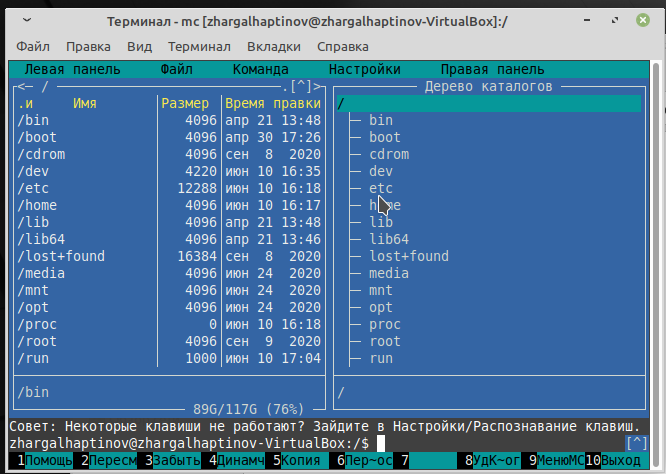 Терминал - mc [zhargalhaptinov@zhargalhaptinov-VirtualBox]:/
Файл Правка Вид Терминал Вкладки Справка
Левая панель Файл Команда Настройки Правая панель
<─ / .[^]> Дерево каталогов
.и Имя Размер Время правки /
/bin 4096 апр 21 13:48 bin
/boot 4096 апр 30 17:26 boot
/cdrom 4096 сен 8 2020 cdrom
/dev 4220 июн 10 16:35 dev
/etc 12288 июн 10 16:18 etc
/home 4096 июн 10 16:17 home
/lib 4096 апр 21 13:48 lib
/lib64 4096 апр 21 13:46 lib64
/lost+found 16384 сен 8 2020 lost+found
/media 4096 июн 24 2020 media
/mnt 4096 июн 24 2020 mnt
/opt 4096 июн 24 2020 opt
/proc 0 июн 10 16:18 proc
/root 4096 сен 9 2020 root
/run 1000 июн 10 17:04 run
/bin /
89G/117G (76%)
Совет: Некоторые клавиши не работают? Зайдите в Настройки/Распознавание клавиш.
zhargalhaptinov@zhargalhaptinov-VirtualBox:/$ [^]
1Помощь 2Пересм 3Забыть 4Динамч 5Копия 6Пер~ос 7 8УдК~ог 9МенюMC 10Выход